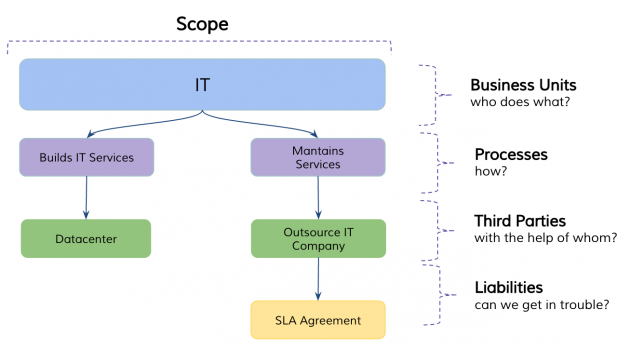 Scope
IT
Business Units
who does what?
Builds IT Services
Mantains
Services
Processes
how?
Datacenter
Outsource IT
Company
Third Parties
with the help of whom?
SLA Agreement
Liabilities
can we get in trouble?